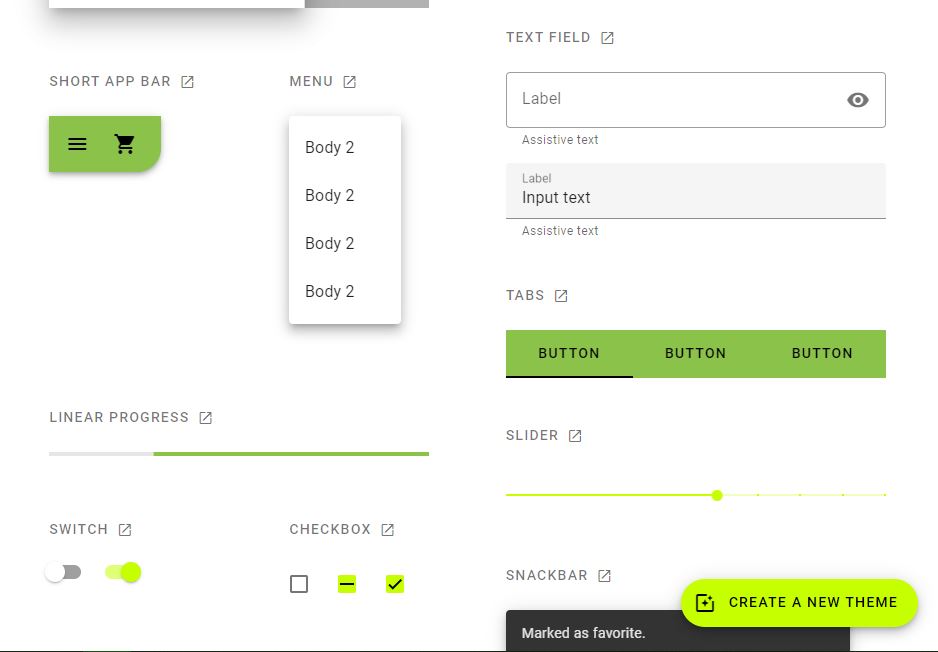 SHORT APP BAR
MENU
Body 2
Body 2
Body 2
Body 2
LINEAR PROGRESS
SWITCH
CHECKBOX
TEXT FIELD
Label
Assistive text
Label
Input text
Assistive text
TABS
BUTTON BUTTON BUTTON
SLIDER
SNACKBAR
CREATE A NEW THEME
Marked as favorite.